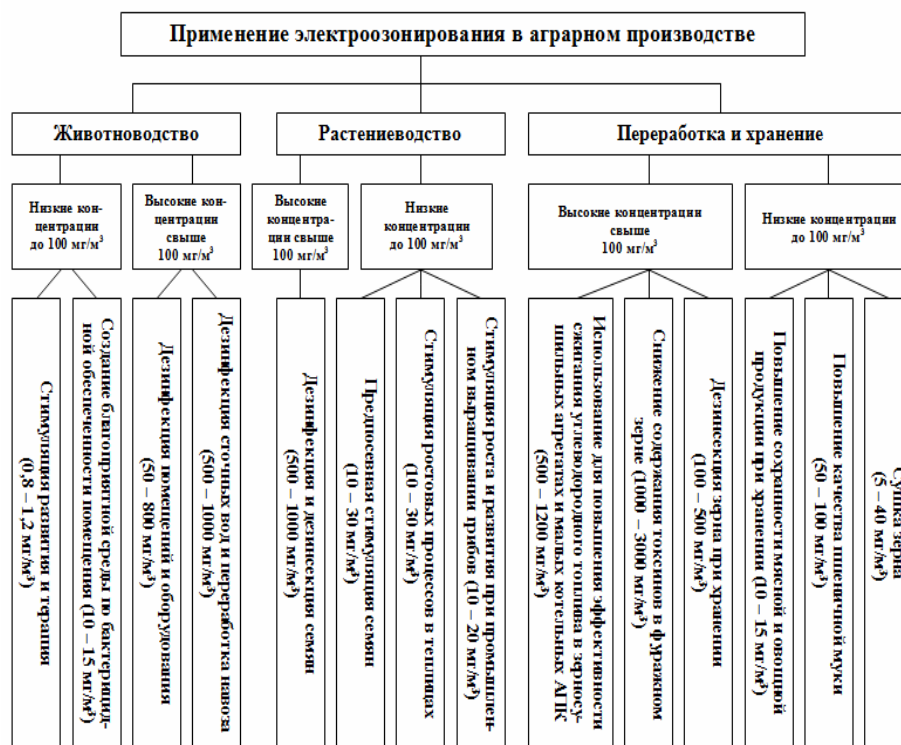 Применение электроозонирования в аграрном производстве
Животноводство
Растениеводство
Переработка и хранение
Низкие кон-
центрации
до 100 мг/м³
Высокие кон-
центрации
свыше
100 мг/м³
Высокие
концентра-
ции свыше
100 мг/м³
Низкие
концентрации
до 100 мг/м³
Высокие концентрации
свыше
100 мг/м³
Низкие концентрации
до 100 мг/м³
Стимуляция развития и терапия
(0,8 – 1,2 мг/м³)
Создание благоприятной среды по бактерицид-
ной обеспеченности помещения (10 – 15 мг/м³)
Дезинфекция помещений и оборудования
(50 – 800 мг/м³)
Дезинфекция сточных вод и переработка навоза
(500 – 1000 мг/м³)
Дезинфекция и дезинсекция семян
(500 – 1000 мг/м³)
Предпосевная стимуляция семян
(10 – 30 мг/м³)
Стимуляция ростовых процессов в теплицах
(10 – 30 мг/м³)
Стимуляция роста и развития при промышлен-
ном выращивании грибов (10 – 20 мг/м³)
Использование для повышения эффективности
сжигания углеводородного топлива в зерносу-
шильных агрегатах и малых котельных АПК
(500 – 1200 мг/м³)
Снижение содержания токсинов в фуражном
зерне (1000 – 3000 мг/м³)
Дезинсекция зерна при хранении
(100 – 500 мг/м³)
Повышение сохранности мясной и овощной
продукции при хранении (10 – 15 мг/м³)
Повышение качества пшеничной муки
(50 – 100 мг/м³)
Сушка зерна
(5 – 40 мг/м³)